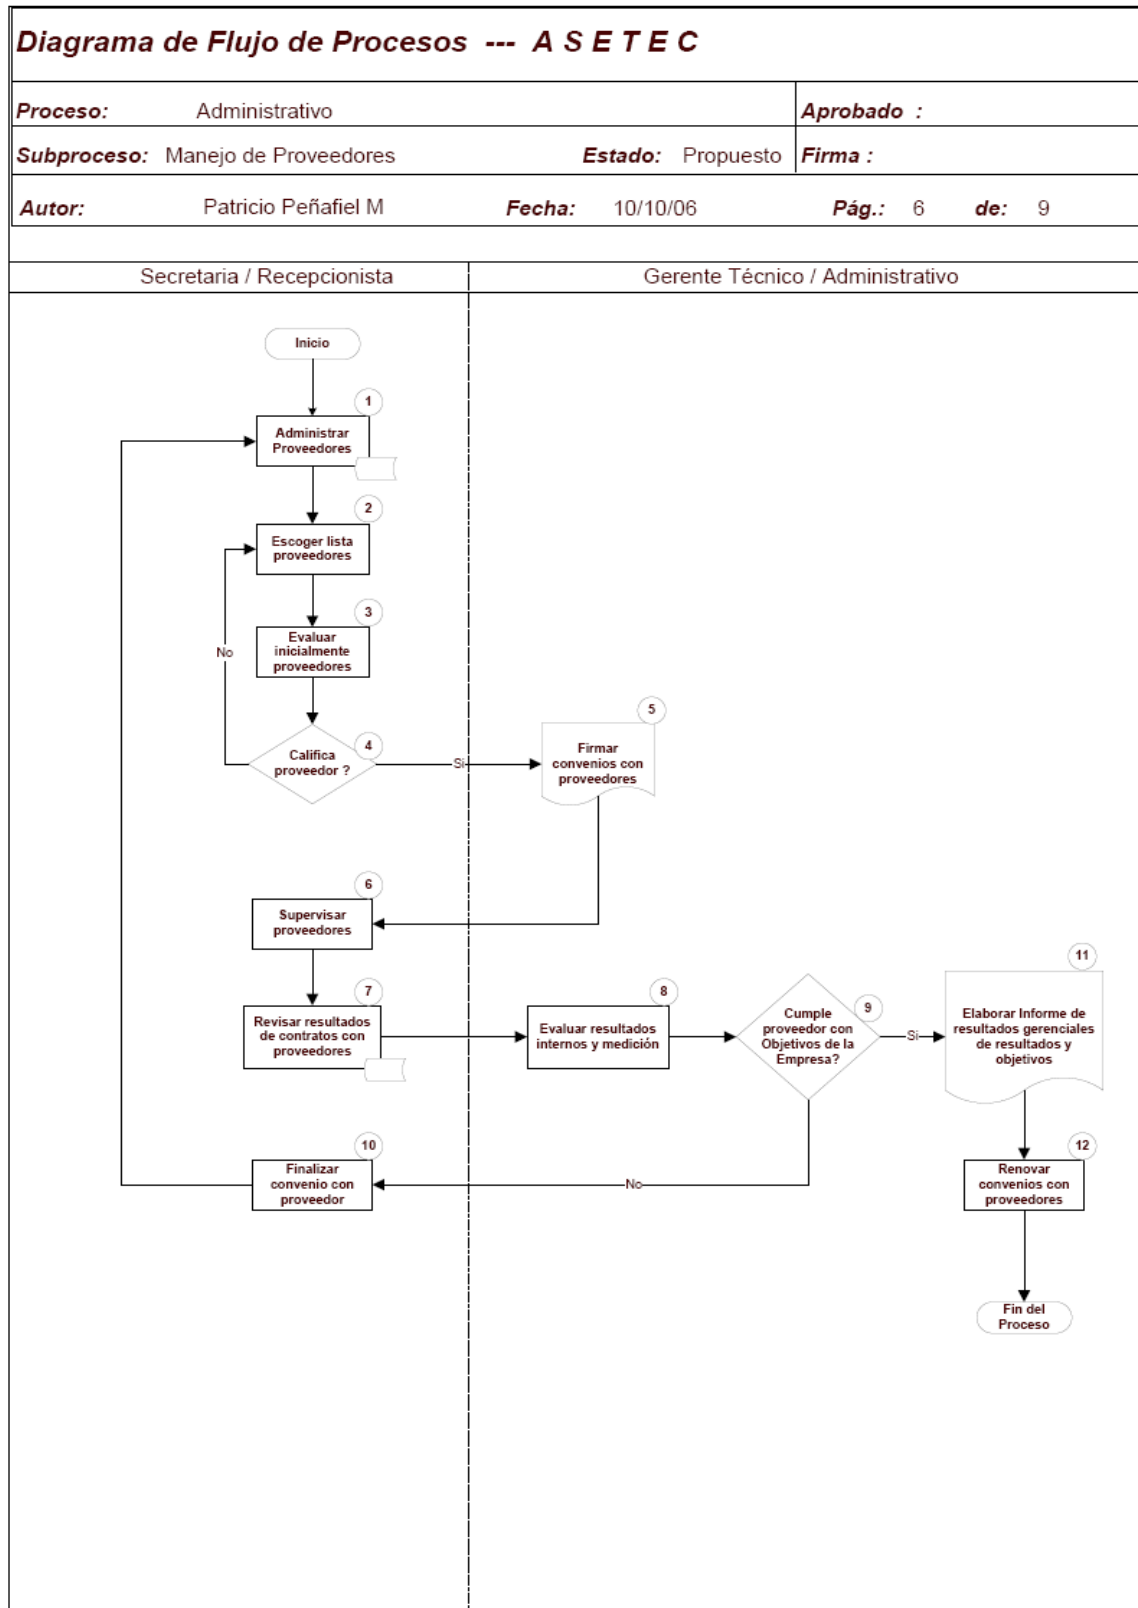 Diagrama de Flujo de Procesos --- A S E T E C
Proceso: Administrativo Aprobado :
Subproceso: Manejo de Proveedores Estado: Propuesto Firma :
Autor: Patricio Peñafiel M Fecha: 10/10/06 Pág.: 6 de: 9
Secretaria / Recepcionista Gerente Técnico / Administrativo
Inicio
1
Administrar
Proveedores
2
Escoger lista
proveedores
3
Evaluar
inicialmente
proveedores
No
4
Califica
proveedor ?
Si
5
Firmar
convenios con
proveedores
6
Supervisar
proveedores
7
Revisar resultados
de contratos con
proveedores
8
Evaluar resultados
internos y medición
9
Cumple
proveedor con
Objetivos de la
Empresa?
Si
11
Elaborar Informe de
resultados gerenciales
de resultados y
objetivos
10
Finalizar
convenio con
proveedor
No
12
Renovar
convenios con
proveedores
Fin del
Proceso